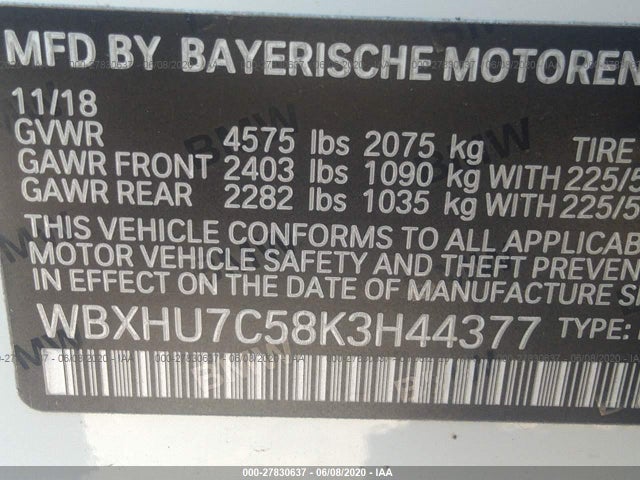 MFD BY BAYERISCHE MOTOREN
11/18
GVWR 4575 lbs 2075 kg TIRE
GAWR FRONT 2403 lbs 1090 kg WITH 225/5
GAWR REAR 2282 lbs 1035 kg WITH 225/5
THIS VEHICLE CONFORMS TO ALL APPLICAB
MOTOR VEHICLE SAFETY AND THEFT PREVEN
IN EFFECT ON THE DATE OF MANUFACTURE S
WBXHU7C58K3H44377 TYPE:
000-27830637 - 06/08/2020 - IAA